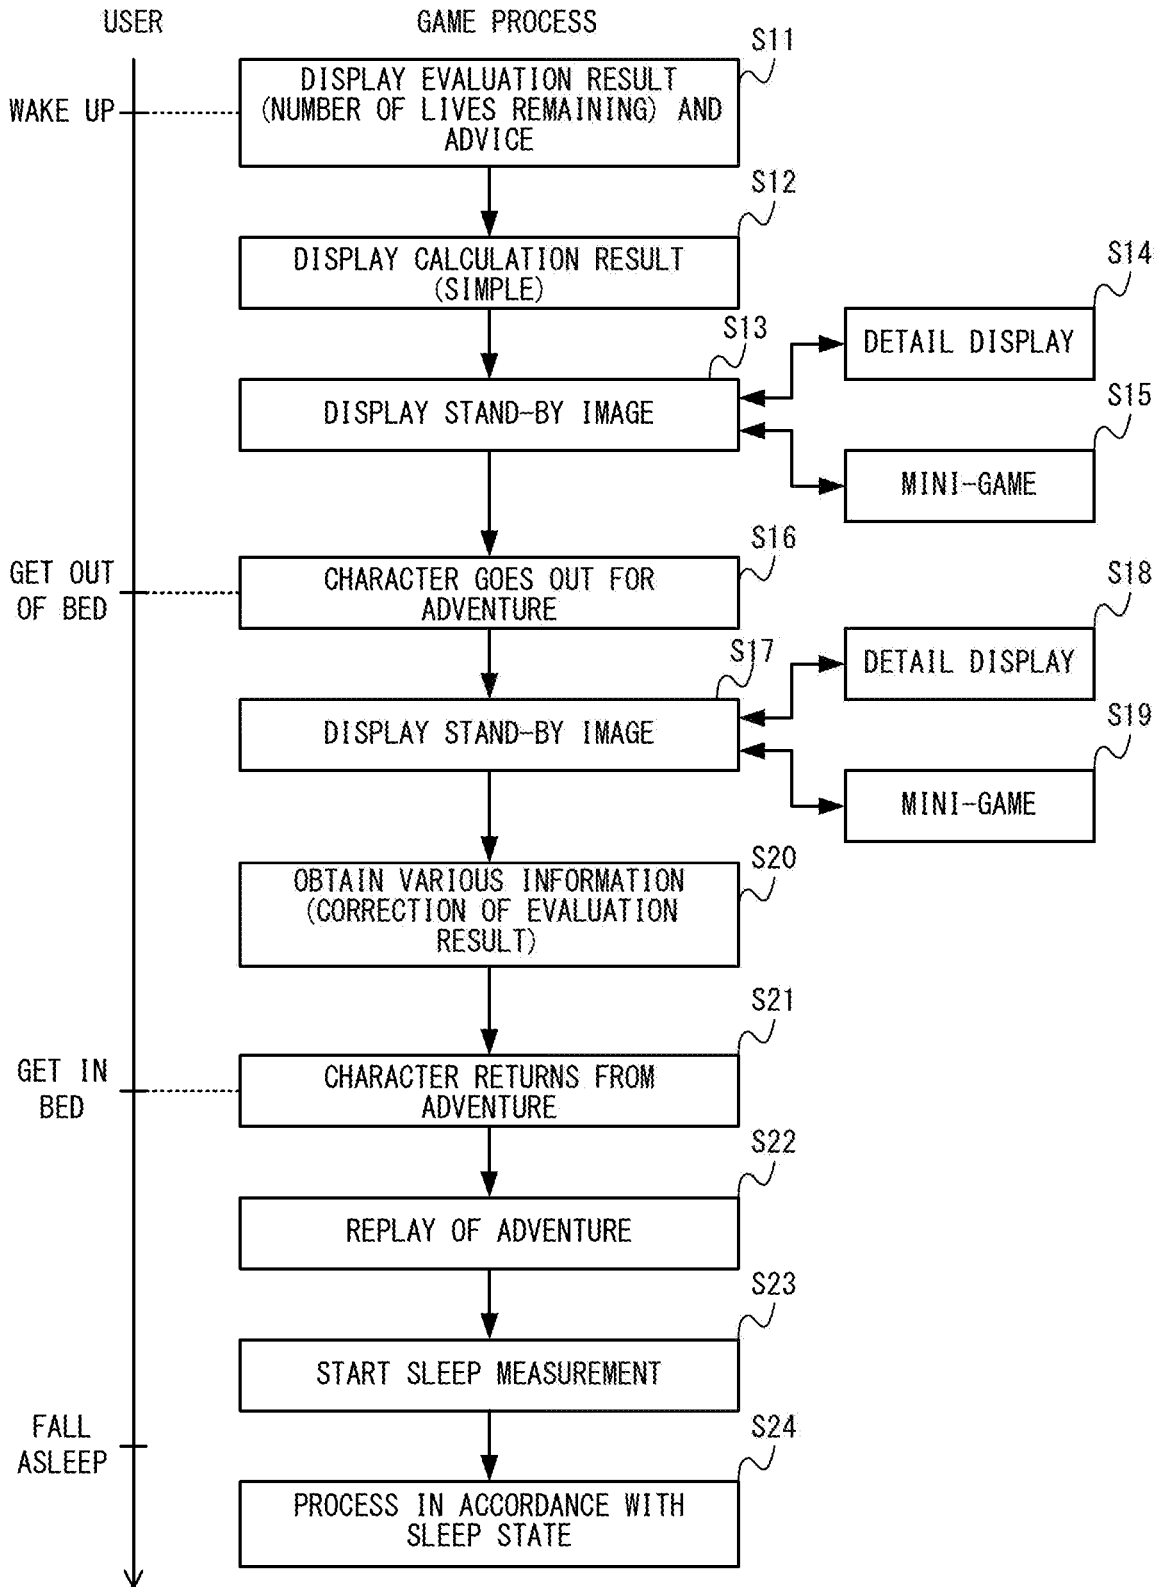 USER
GAME PROCESS
S11
WAKE UP
DISPLAY EVALUATION RESULT
(NUMBER OF LIVES REMAINING) AND
ADVICE
S12
DISPLAY CALCULATION RESULT
(SIMPLE)
S13
DISPLAY STAND-BY IMAGE
S14
DETAIL DISPLAY
S15
MINI-GAME
GET OUT
OF BED
S16
CHARACTER GOES OUT FOR
ADVENTURE
S17
DISPLAY STAND-BY IMAGE
S18
DETAIL DISPLAY
S19
MINI-GAME
S20
OBTAIN VARIOUS INFORMATION
(CORRECTION OF EVALUATION
RESULT)
GET IN
BED
S21
CHARACTER RETURNS FROM
ADVENTURE
S22
REPLAY OF ADVENTURE
S23
START SLEEP MEASUREMENT
FALL
ASLEEP
S24
PROCESS IN ACCORDANCE WITH
SLEEP STATE